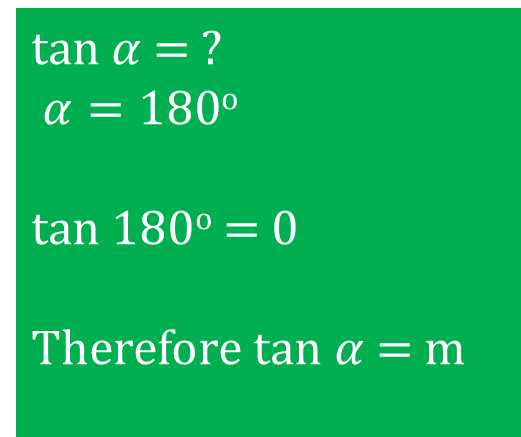 tan α = ?
α = 180º
tan 180º = 0
Therefore tan α = m